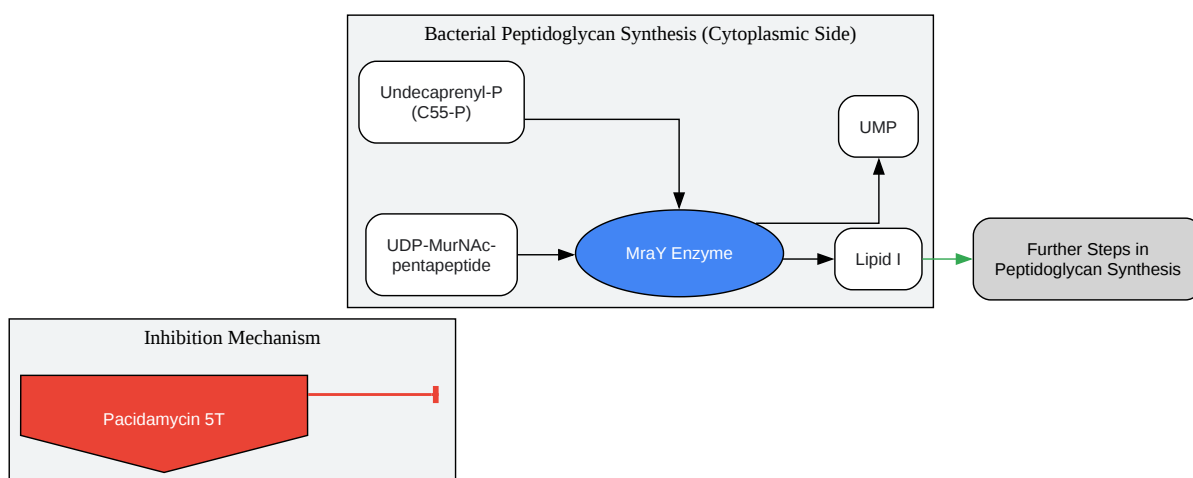 Bacterial Peptidoglycan Synthesis (Cytoplasmic Side)
Undecaprenyl-P
(C55-P)
UMP
UDP-MurNAc-
pentapeptide
MraY Enzyme
Lipid I
Further Steps in
Peptidoglycan Synthesis
Inhibition Mechanism
Pacidamycin 5T